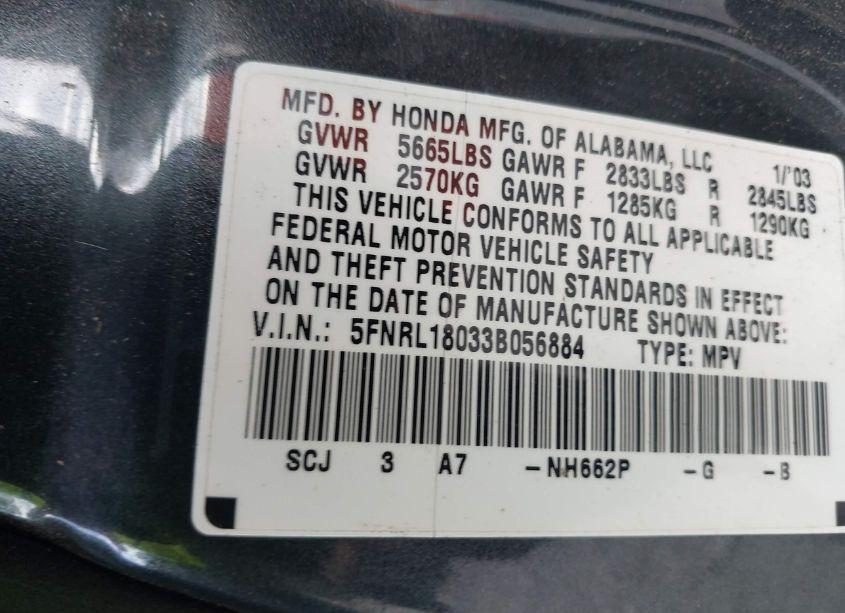 MFD. BY HONDA MFG. OF ALABAMA, LLC 1/'03
GVWR 5665LBS GAWR F 2833LBS R 2845LBS
GVWR 2570KG GAWR F 1285KG R 1290KG
THIS VEHICLE CONFORMS TO ALL APPLICABLE
FEDERAL MOTOR VEHICLE SAFETY
AND THEFT PREVENTION STANDARDS IN EFFECT
ON THE DATE OF MANUFACTURE SHOWN ABOVE:
V.I.N.: 5FNRL18033B056884 TYPE: MPV
SCJ 3 A7 -NH662P -G -B